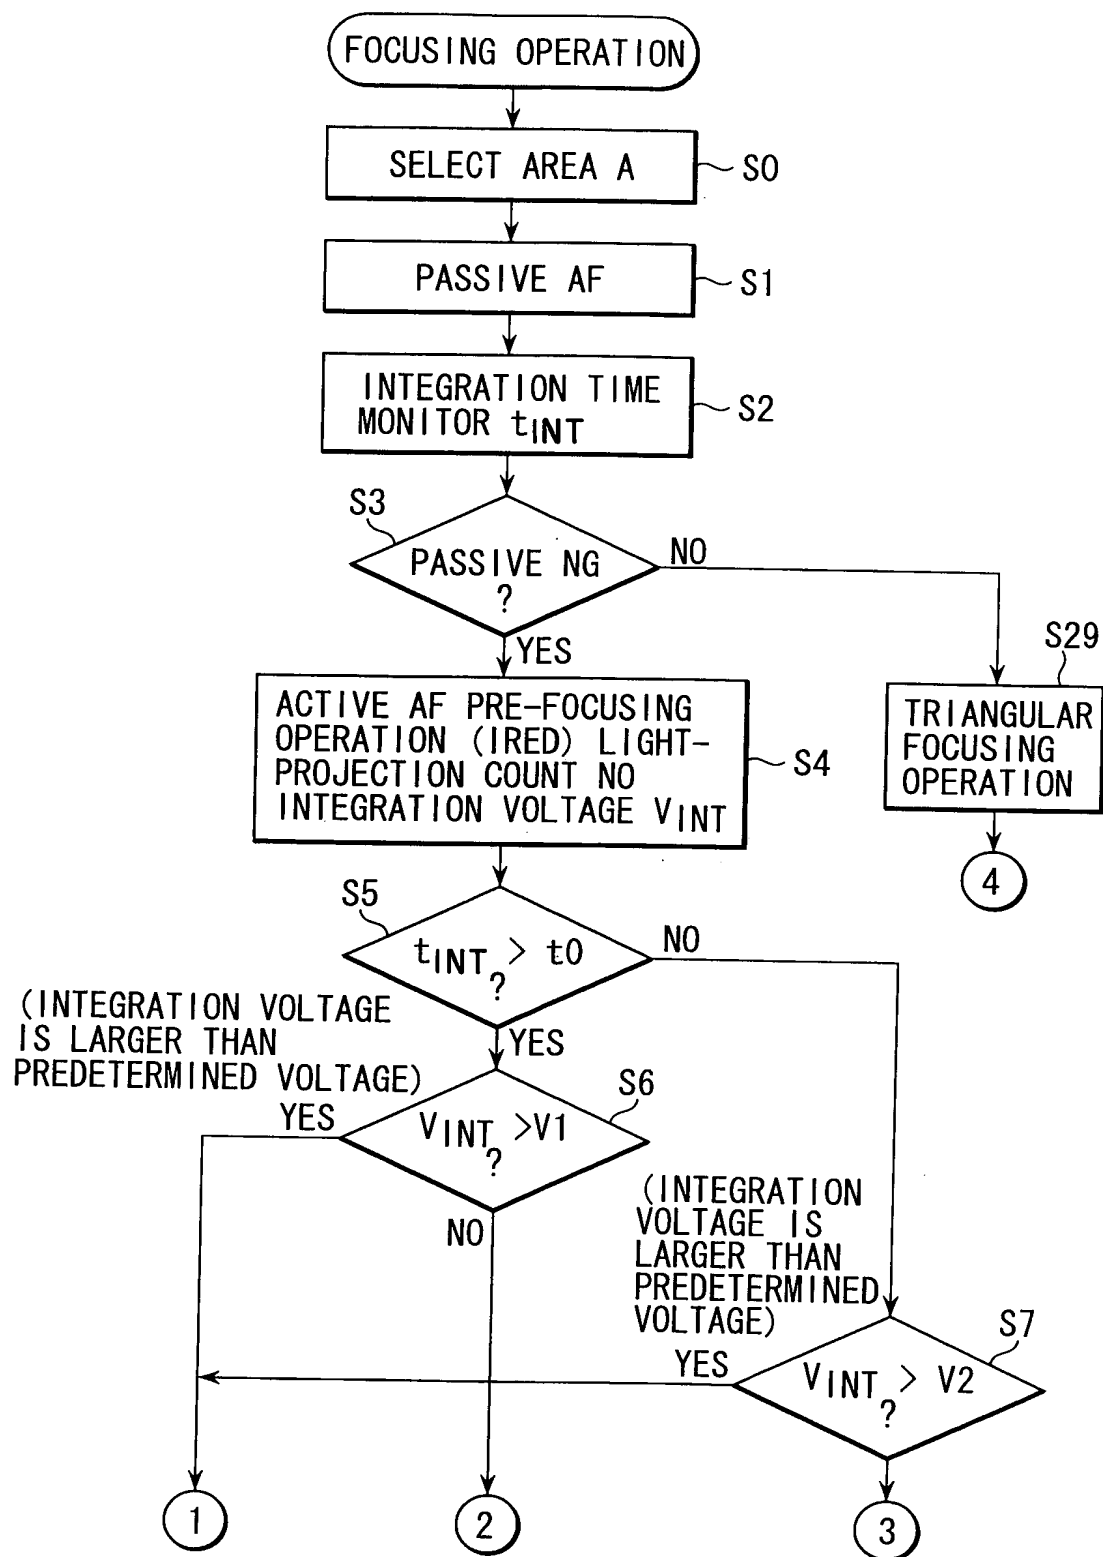 FOCUSING OPERATION
SELECT AREA A
S0
PASSIVE AF
S1
INTEGRATION TIME
MONITOR tINT
S2
S3
PASSIVE NG
?
NO
YES
S29
TRIANGULAR
FOCUSING
OPERATION
4
ACTIVE AF PRE-FOCUSING
OPERATION (IRED) LIGHT-
PROJECTION COUNT NO
INTEGRATION VOLTAGE VINT
S4
S5
tINT > t0
?
NO
YES
(INTEGRATION VOLTAGE
IS LARGER THAN
PREDETERMINED VOLTAGE)
YES
S6
VINT >V1
?
NO
(INTEGRATION
VOLTAGE IS
LARGER THAN
PREDETERMINED
VOLTAGE)
YES
S7
VINT > V2
?
1
2
3